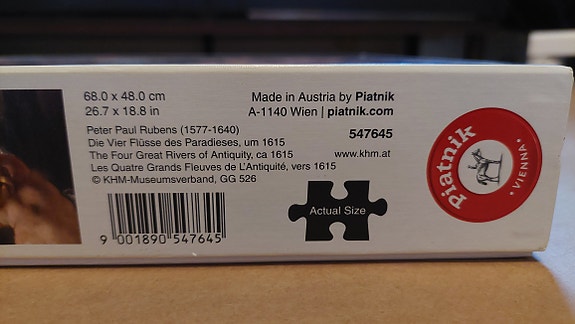 68.0 x 48.0 cm
26.7 x 18.8 in
Peter Paul Rubens (1577-1640)
Die Vier Flüsse des Paradieses, um 1615
The Four Great Rivers of Antiquity, ca 1615
Les Quatre Grands Fleuves de L'Antiquité, vers 1615
© KHM-Museumsverband, GG 526
9 001890 547645
Made in Austria by Piatnik
A-1140 Wien | piatnik.com
547645
www.khm.at
Actual Size
Piatnik
• VIENNA •